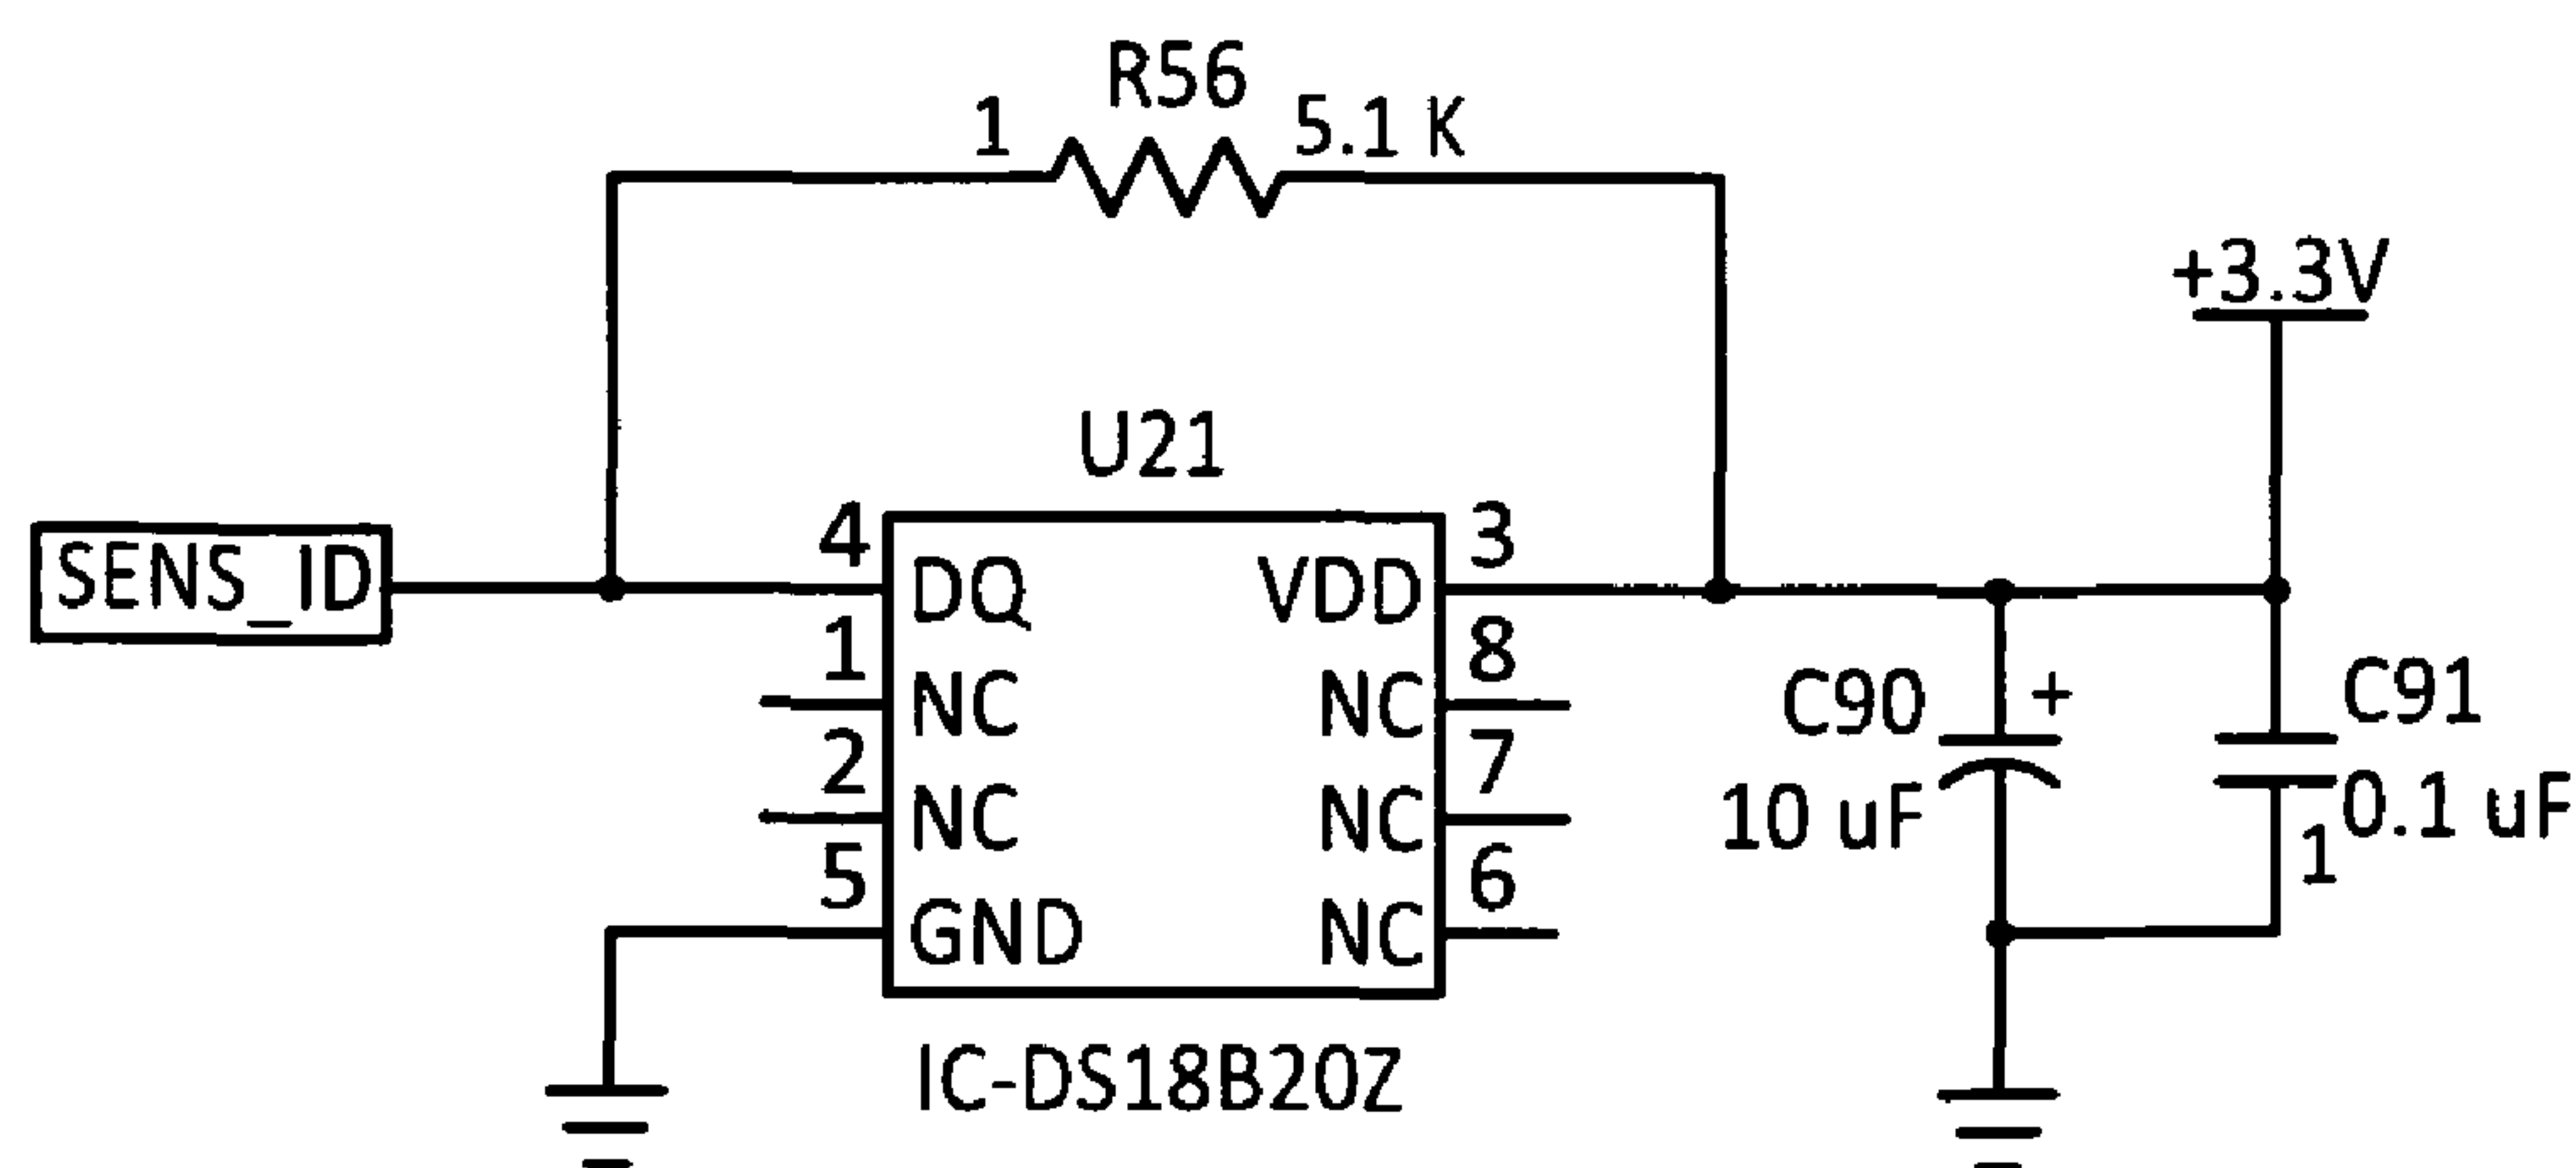 R56
1
5.1 K
+3.3V
U21
SENS_ID
4
DQ
VDD
3
1
NC
NC
8
2
NC
NC
7
5
GND
NC
6
C90
+
10 uF
C91
0.1 uF
1
IC-DS18B20Z